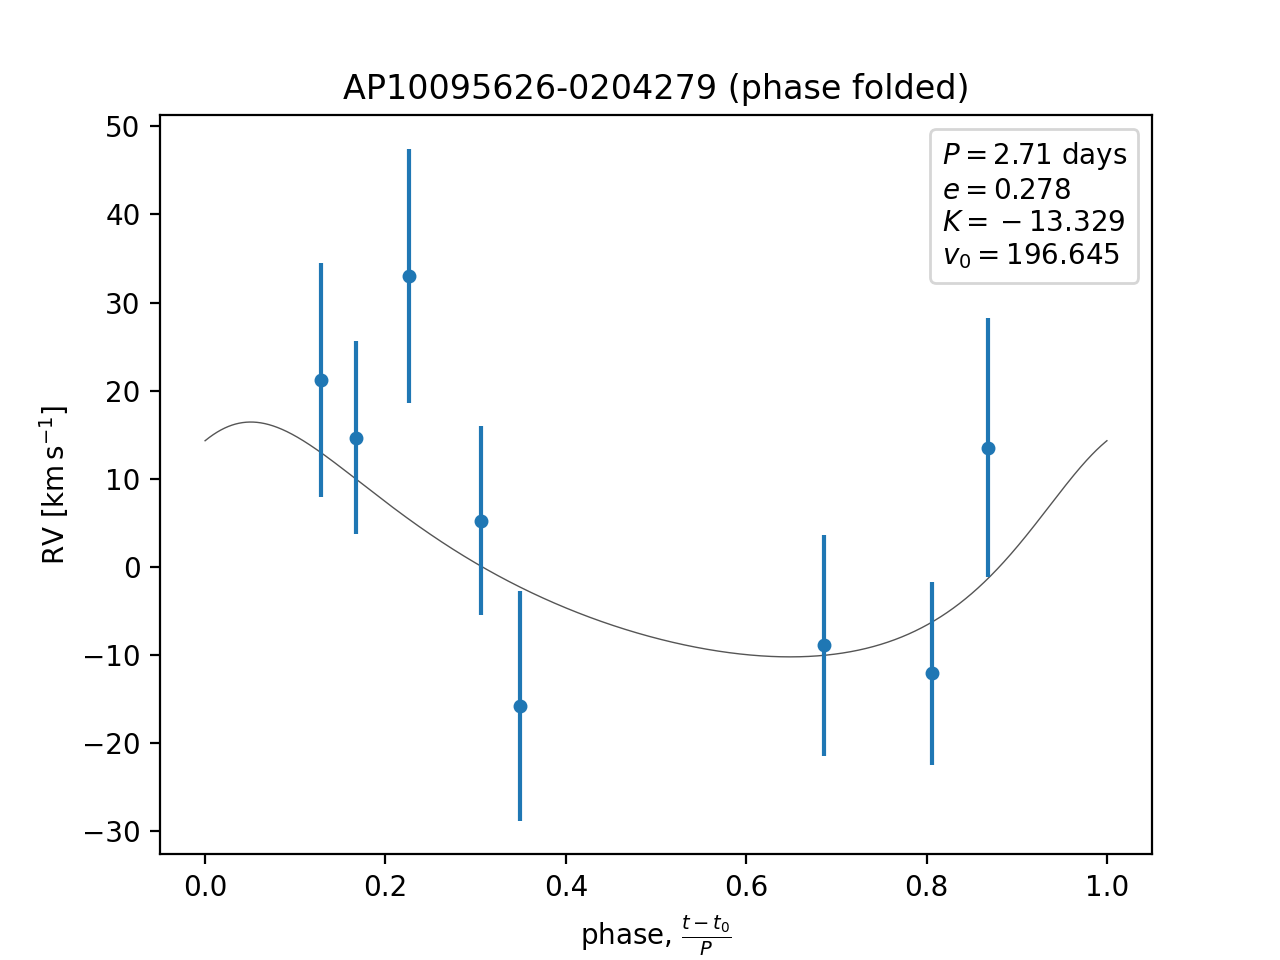 AP10095626-0204279 (phase folded)
P = 2.71 days
e = 0.278
K = −13.329
v₀ = 196.645
RV [km s⁻¹]
50
40
30
20
10
0
−10
−20
−30
0.0 0.2 0.4 0.6 0.8 1.0
phase, (t − t₀)/P